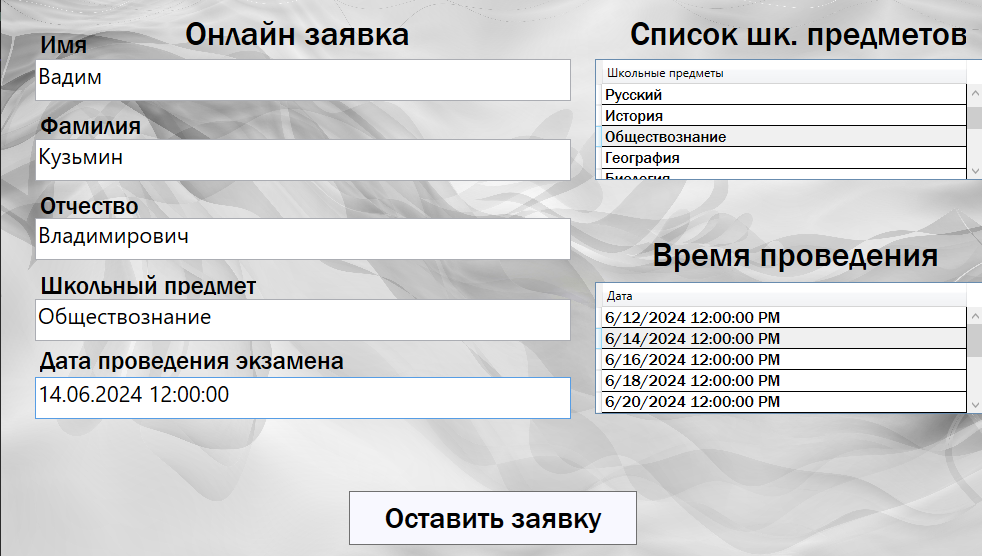 Онлайн заявка
Имя
Вадим
Фамилия
Кузьмин
Отчество
Владимирович
Школьный предмет
Обществознание
Дата проведения экзамена
14.06.2024 12:00:00
Список шк. предметов
Школьные предметы
Русский
История
Обществознание
География
Биология
Время проведения
Дата
6/12/2024 12:00:00 PM
6/14/2024 12:00:00 PM
6/16/2024 12:00:00 PM
6/18/2024 12:00:00 PM
6/20/2024 12:00:00 PM
Оставить заявку